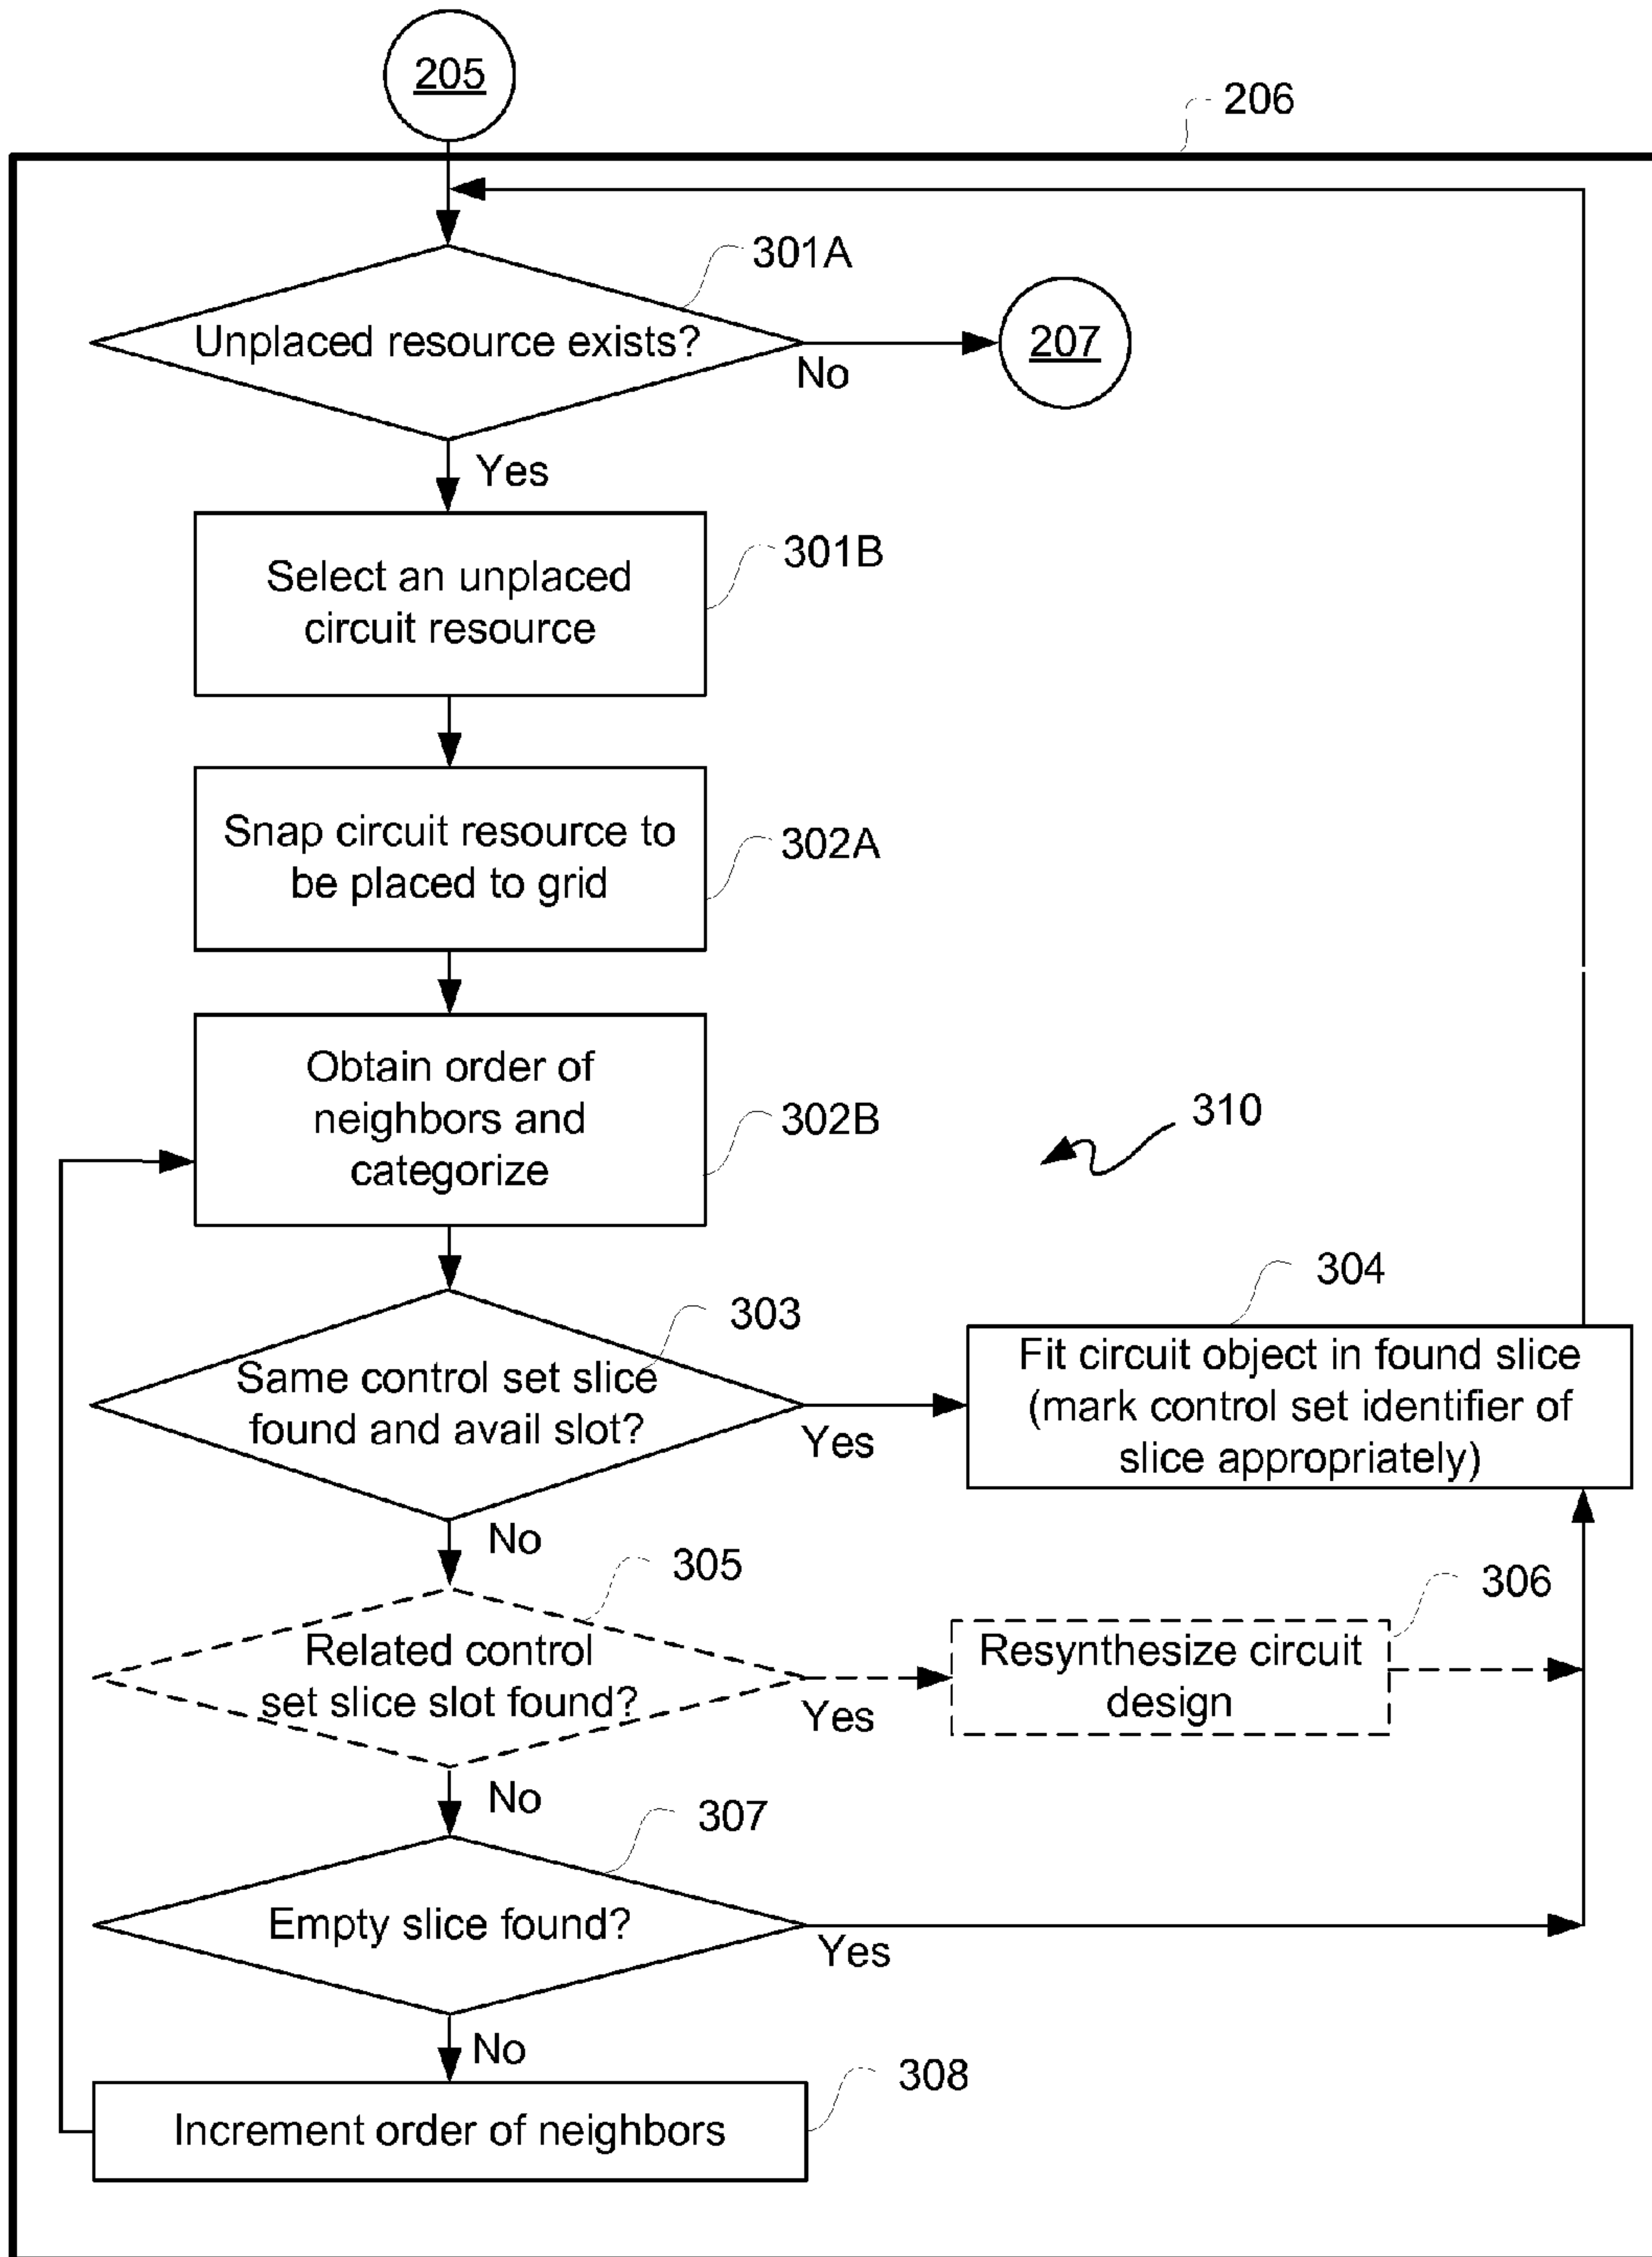 205
206
301A
Unplaced resource exists?
No
207
Yes
301B
Select an unplaced
circuit resource
Snap circuit resource to
be placed to grid
302A
Obtain order of
neighbors and
categorize
302B
310
304
303
Same control set slice
found and avail slot?
Yes
Fit circuit object in found slice
(mark control set identifier of
slice appropriately)
No
305
306
Related control
set slice slot found?
Yes
Resynthesize circuit
design
No
307
Empty slice found?
Yes
No
308
Increment order of neighbors